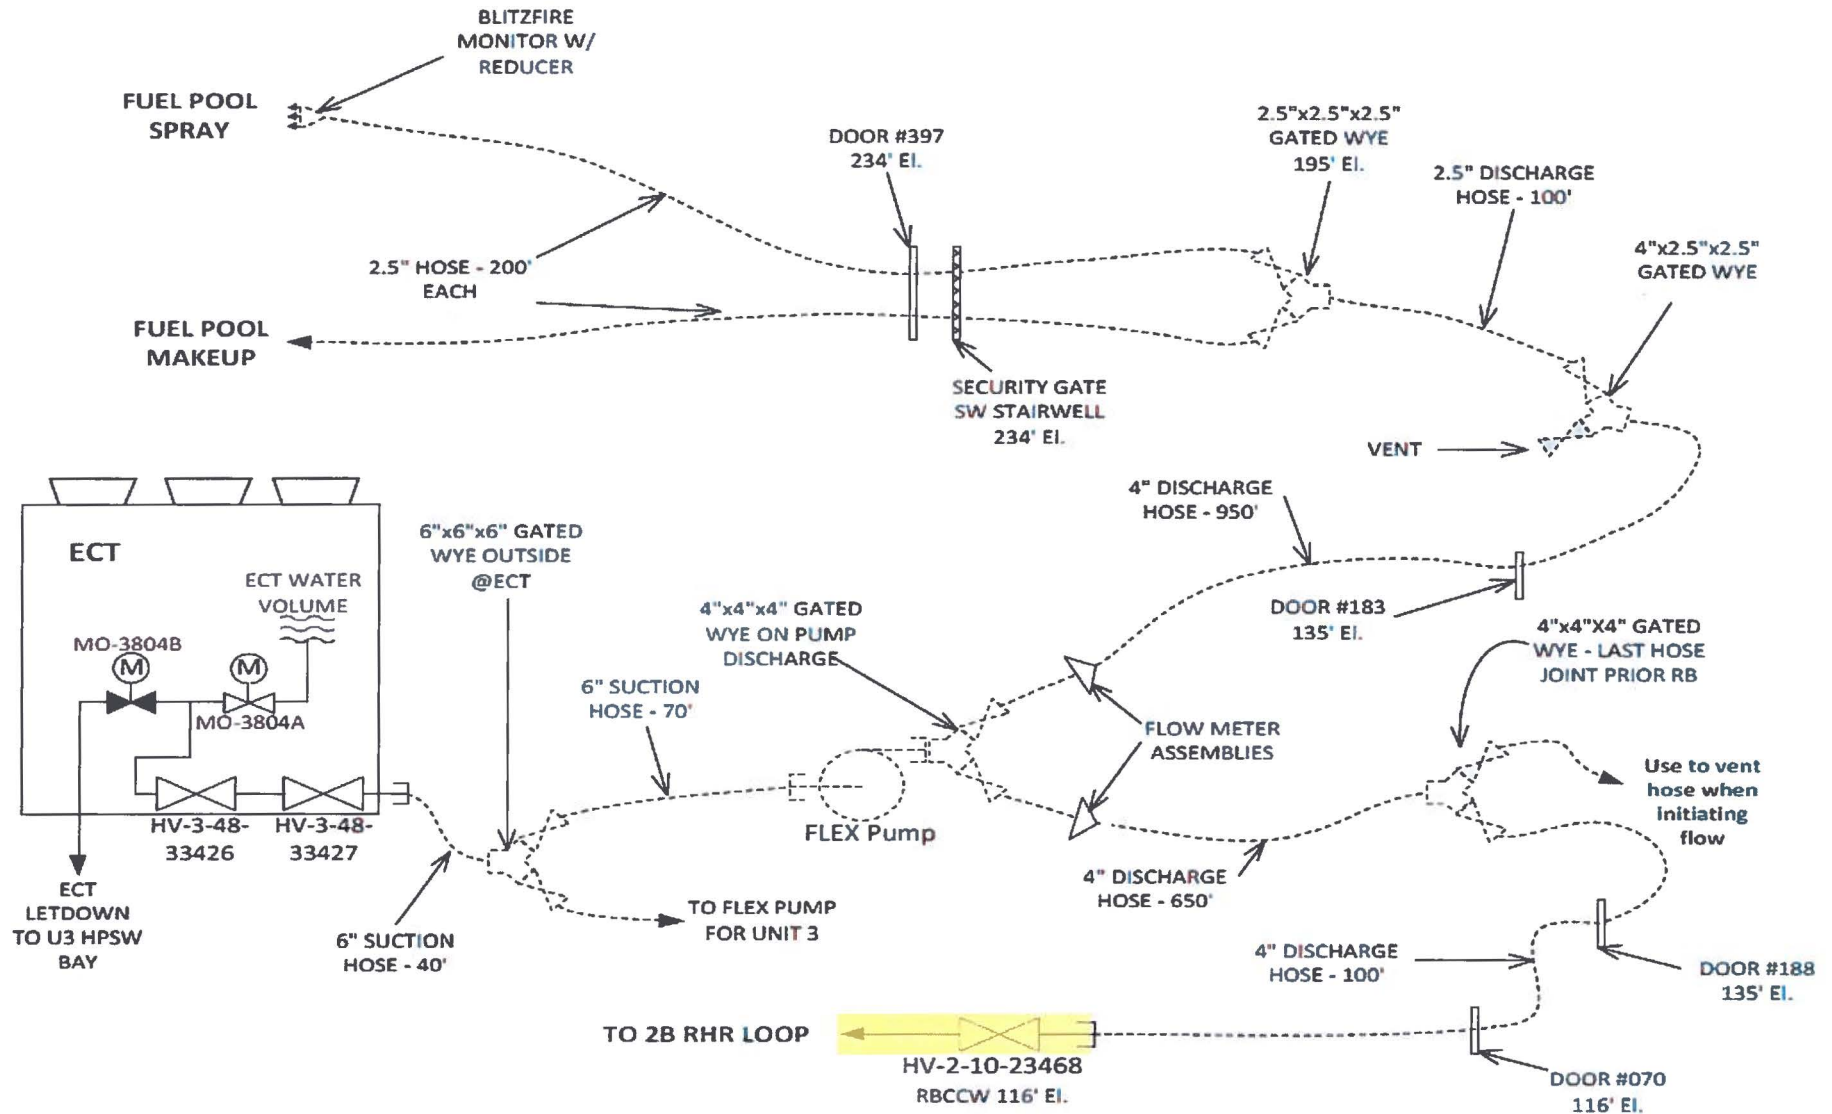 BLITZFIRE
MONITOR W/
REDUCER
FUEL POOL
SPRAY
DOOR #397
234' El.
2.5"x2.5"x2.5"
GATED WYE
195' El.
2.5" DISCHARGE
HOSE - 100'
4"x2.5"x2.5"
GATED WYE
2.5" HOSE - 200'
EACH
FUEL POOL
MAKEUP
SECURITY GATE
SW STAIRWELL
234' El.
VENT
4" DISCHARGE
HOSE - 950'
ECT
ECT WATER
VOLUME
MO-3804B
M
M
MO-3804A
6"x6"x6" GATED
WYE OUTSIDE
@ECT
4"x4"x4" GATED
WYE ON PUMP
DISCHARGE
DOOR #183
135' El.
4"x4"X4" GATED
WYE - LAST HOSE
JOINT PRIOR RB
6" SUCTION
HOSE - 70'
FLOW METER
ASSEMBLIES
Use to vent
hose when
initiating
flow
HV-3-48-
33426
HV-3-48-
33427
FLEX Pump
4" DISCHARGE
HOSE - 650'
ECT
LETDOWN
TO U3 HPSW
BAY
6" SUCTION
HOSE - 40'
TO FLEX PUMP
FOR UNIT 3
4" DISCHARGE
HOSE - 100'
DOOR #188
135' El.
TO 2B RHR LOOP
HV-2-10-23468
RBCCW 116' El.
DOOR #070
116' El.